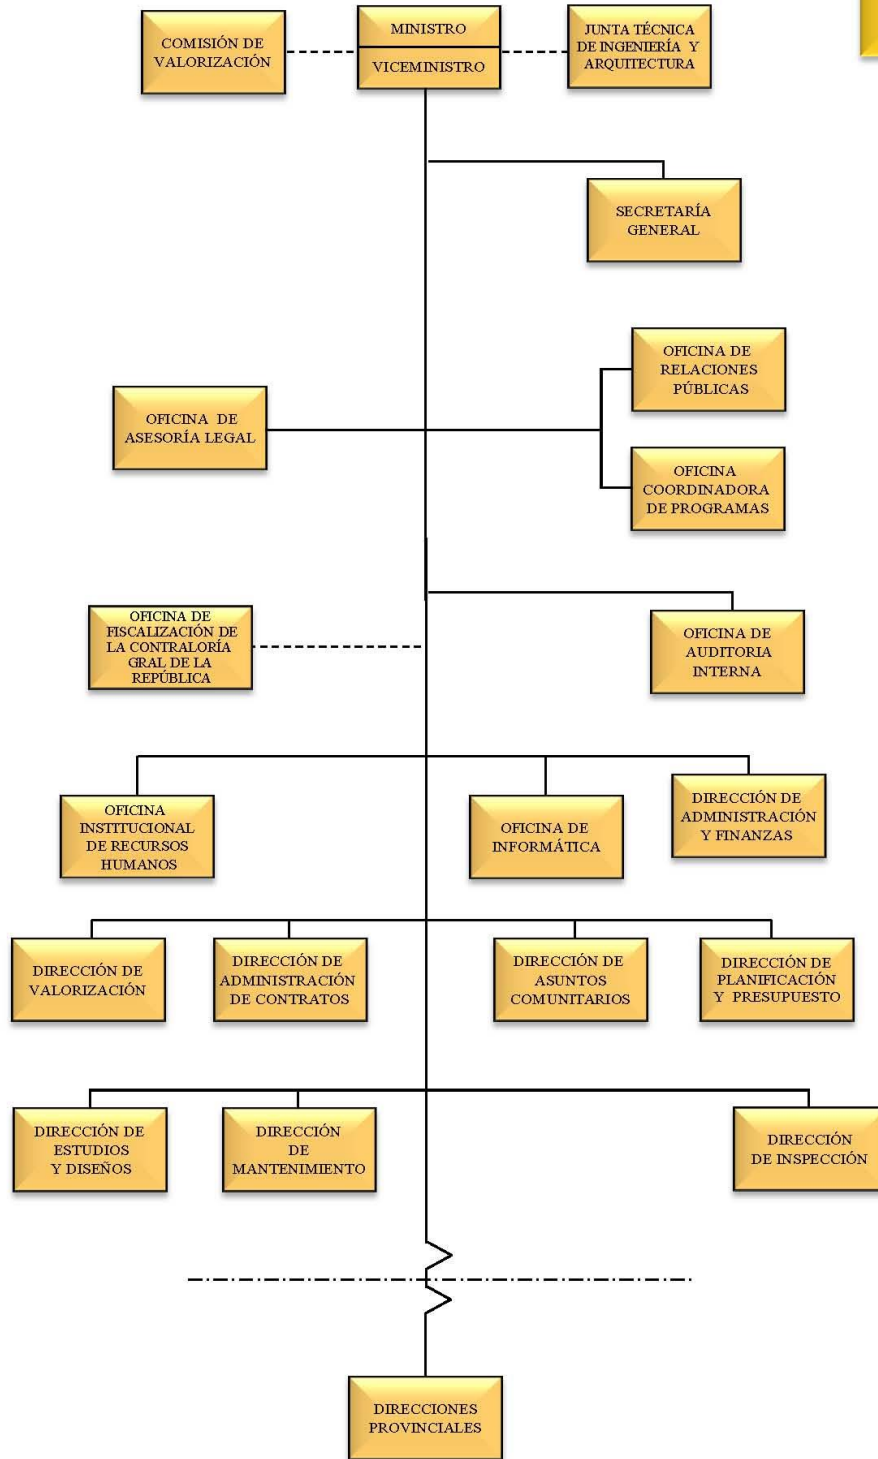 COMISIÓN DE
VALORIZACIÓN
MINISTRO
VICEMINISTRO
JUNTA TÉCNICA
DE INGENIERÍA Y
ARQUITECTURA
SECRETARÍA
GENERAL
OFICINA DE
RELACIONES
PÚBLICAS
OFICINA DE
ASESORÍA LEGAL
OFICINA
COORDINADORA
DE PROGRAMAS
OFICINA DE
FISCALIZACIÓN DE
LA CONTRALORÍA
GRAL DE LA
REPÚBLICA
OFICINA DE
AUDITORIA
INTERNA
OFICINA
INSTITUCIONAL
DE RECURSOS
HUMANOS
OFICINA DE
INFORMÁTICA
DIRECCIÓN DE
ADMINISTRACIÓN
Y FINANZAS
DIRECCIÓN DE
VALORIZACIÓN
DIRECCIÓN DE
ADMINISTRACIÓN
DE CONTRATOS
DIRECCIÓN DE
ASUNTOS
COMUNITARIOS
DIRECCIÓN DE
PLANIFICACIÓN
Y PRESUPUESTO
DIRECCIÓN DE
ESTUDIOS
Y DISEÑOS
DIRECCIÓN
DE
MANTENIMIENTO
DIRECCIÓN
DE INSPECCIÓN
DIRECCIONES
PROVINCIALES